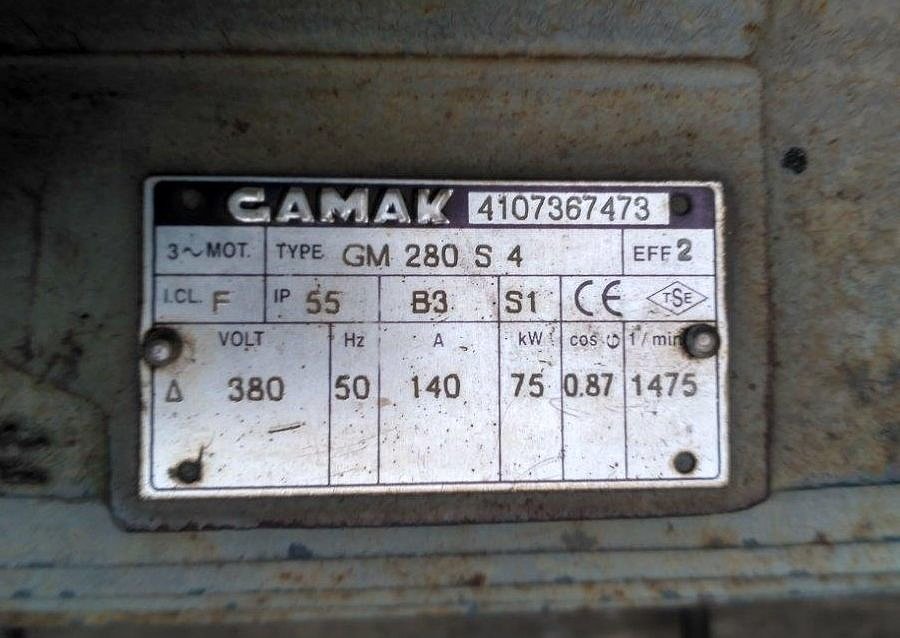 GAMAK 4107367473
3~MOT. TYPE GM 280 S 4 EFF 2
I.CL. F IP 55 B3 S1 CE TSE
VOLT Hz A kW cos φ 1/min
Δ 380 50 140 75 0.87 1475